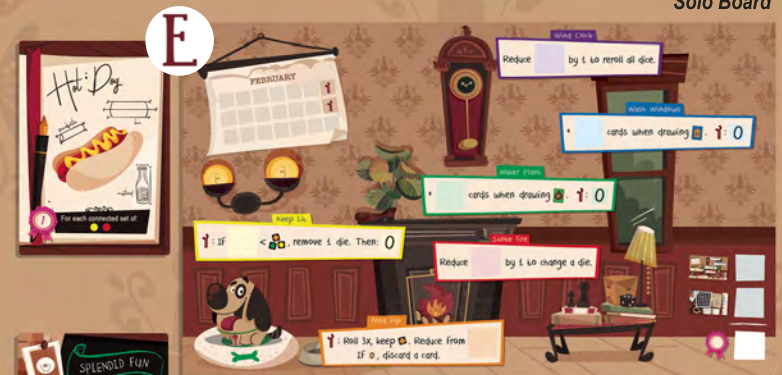 Solo Board
E
Hot Dog
mustard
1
For each connected set of:
SPLENDID FUN
FEBRUARY
Wind Clock
Reduce by 1 to reroll all dice.
Wash Windows
+ cards when drawing . : 0
Water Plant
+ cards when drawing . : 0
Keep Lit
: If < , remove 1 die. Then: 0
Stoke Fire
Reduce by 1 to change a die.
Feed Pup
: Roll 3x, keep . Reduce from
If 0, discard a card.